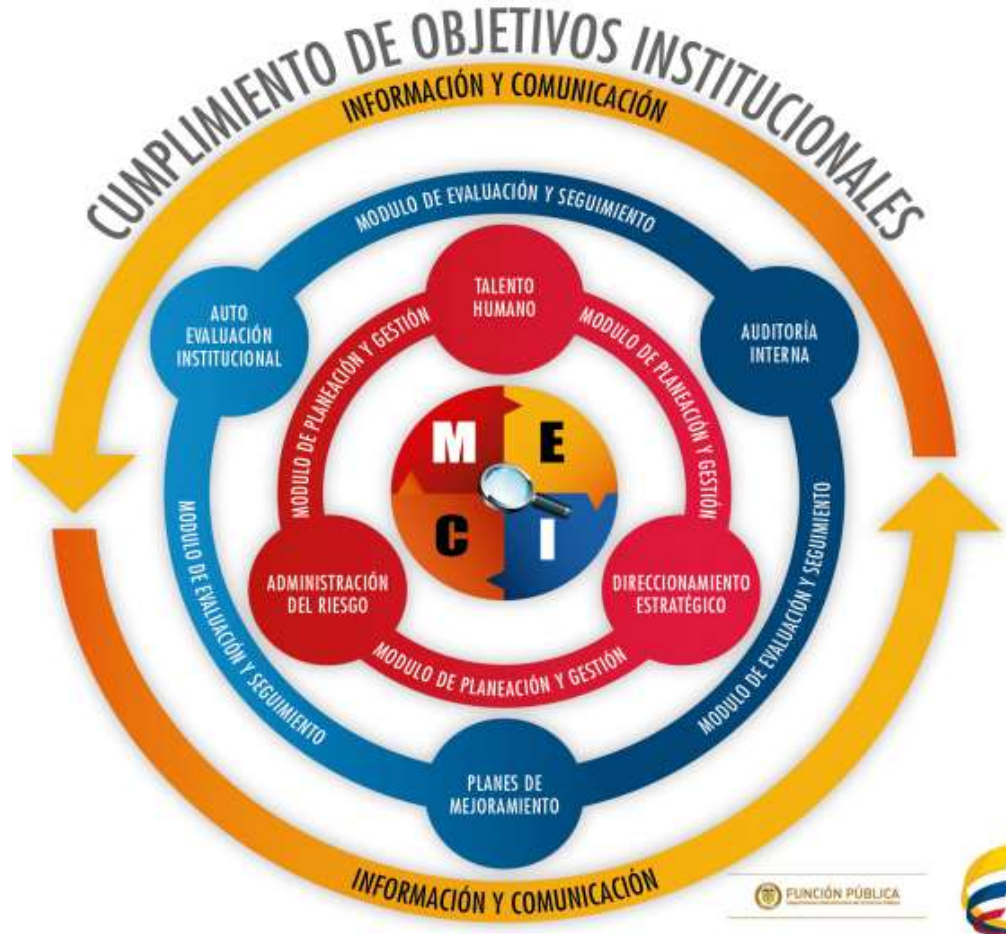 CUMPLIMIENTO DE OBJETIVOS INSTITUCIONALES
INFORMACIÓN Y COMUNICACIÓN
MODULO DE EVALUACIÓN Y SEGUIMIENTO
AUTO
EVALUACIÓN
INSTITUCIONAL
TALENTO
HUMANO
AUDITORÍA
INTERNA
MODULO DE PLANEACIÓN Y GESTIÓN
MODULO DE PLANEACIÓN Y GESTIÓN
M E
C I
MODULO DE EVALUACIÓN Y SEGUIMIENTO
MODULO DE EVALUACIÓN Y SEGUIMIENTO
ADMINISTRACIÓN
DEL RIESGO
DIRECCIONAMIENTO
ESTRATÉGICO
MODULO DE PLANEACIÓN Y GESTIÓN
PLANES DE
MEJORAMIENTO
INFORMACIÓN Y COMUNICACIÓN
FUNCIÓN PÚBLICA